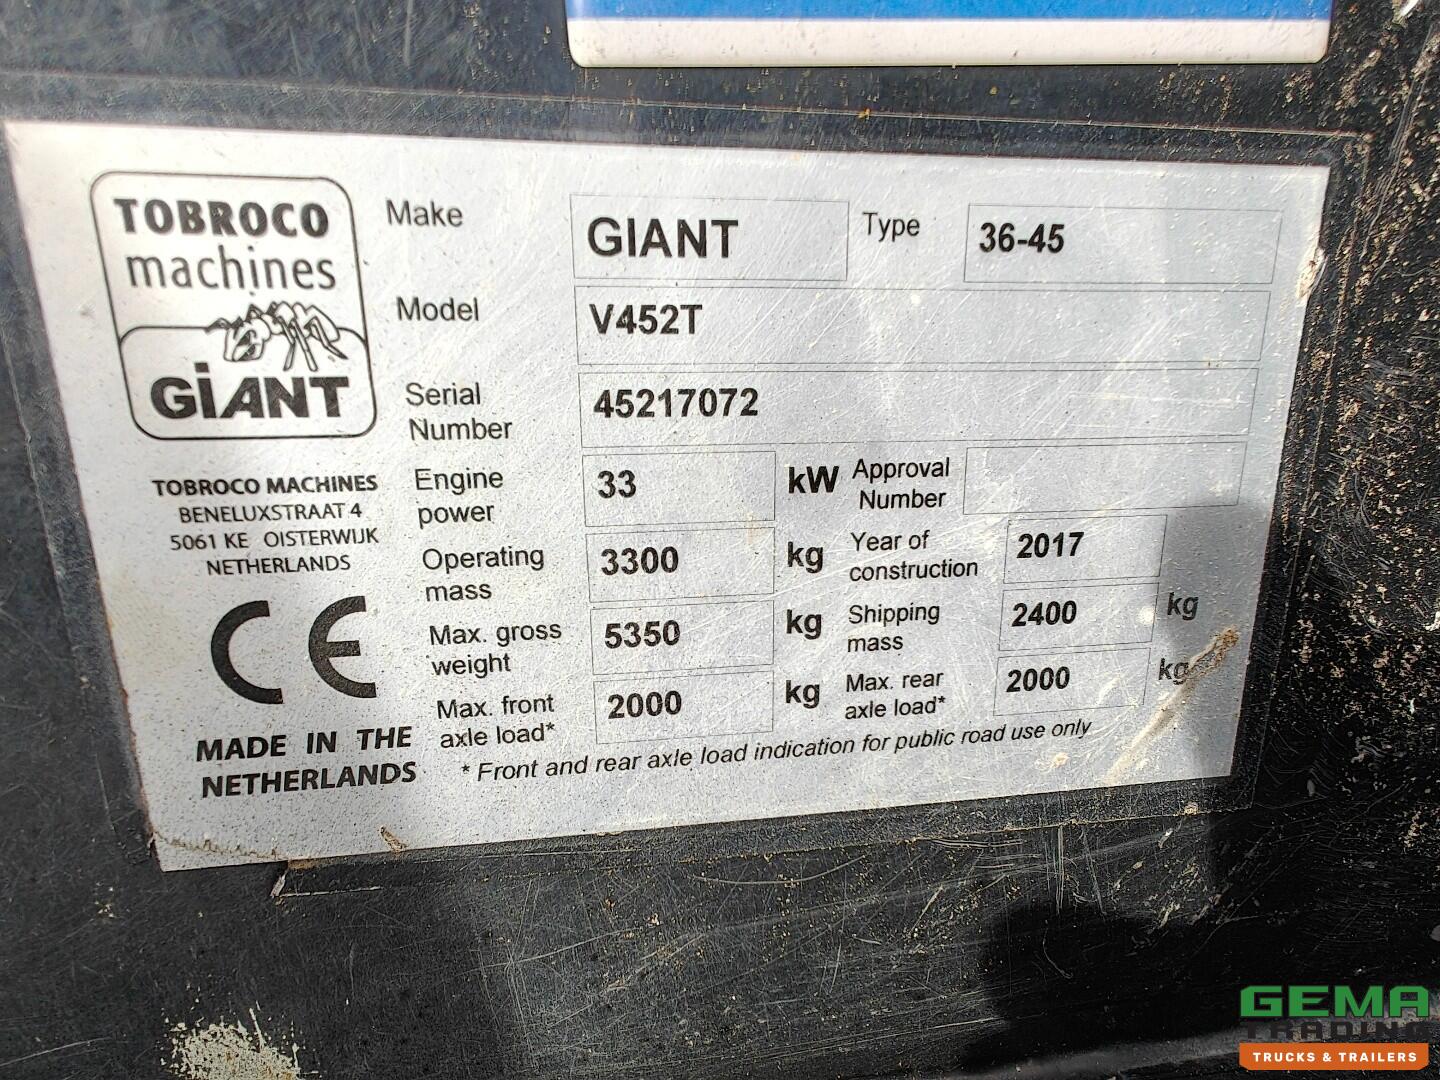 TOBROCO
machines
GIANT
Make GIANT Type 36-45
Model V452T
Serial Number 45217072
Engine power 33 kW Approval Number
Operating mass 3300 kg Year of construction 2017
Max. gross weight 5350 kg Shipping mass 2400 kg
Max. front axle load* 2000 kg Max. rear axle load* 2000 kg
* Front and rear axle load indication for public road use only
TOBROCO MACHINES
BENELUXSTRAAT 4
5061 KE OISTERWIJK
NETHERLANDS
CE
MADE IN THE
NETHERLANDS
GEMA
TRADING
TRUCKS & TRAILERS